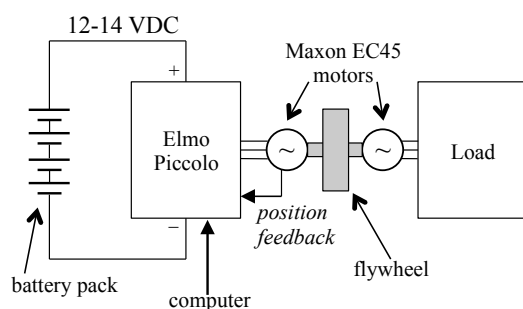 12-14 VDC
Maxon EC45
motors
+
Elmo
Piccolo
~
~
Load
position
feedback
−
flywheel
battery pack
computer